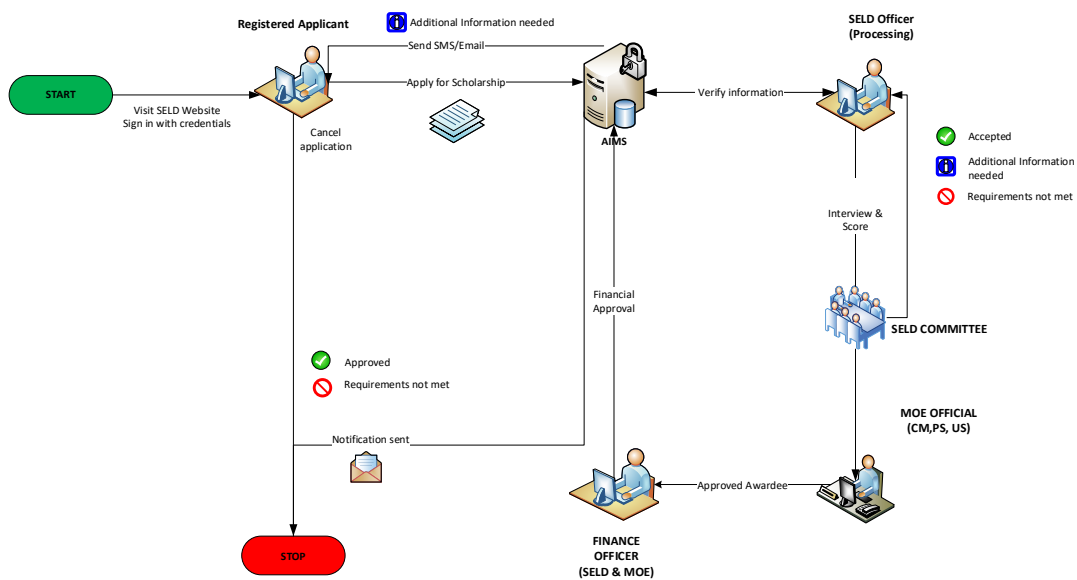 Registered Applicant
Additional Information needed
SELD Officer
(Processing)
Send SMS/Email
START
Apply for Scholarship
Verify information
Visit SELD Website
Sign in with credentials
Cancel
application
AIMS
Accepted
Additional Information
needed
Requirements not met
Interview &
Score
Financial
Approval
SELD COMMITTEE
Approved
Requirements not met
MOE OFFICIAL
(CM,PS, US)
Notification sent
Approved Awardee
STOP
FINANCE
OFFICER
(SELD & MOE)